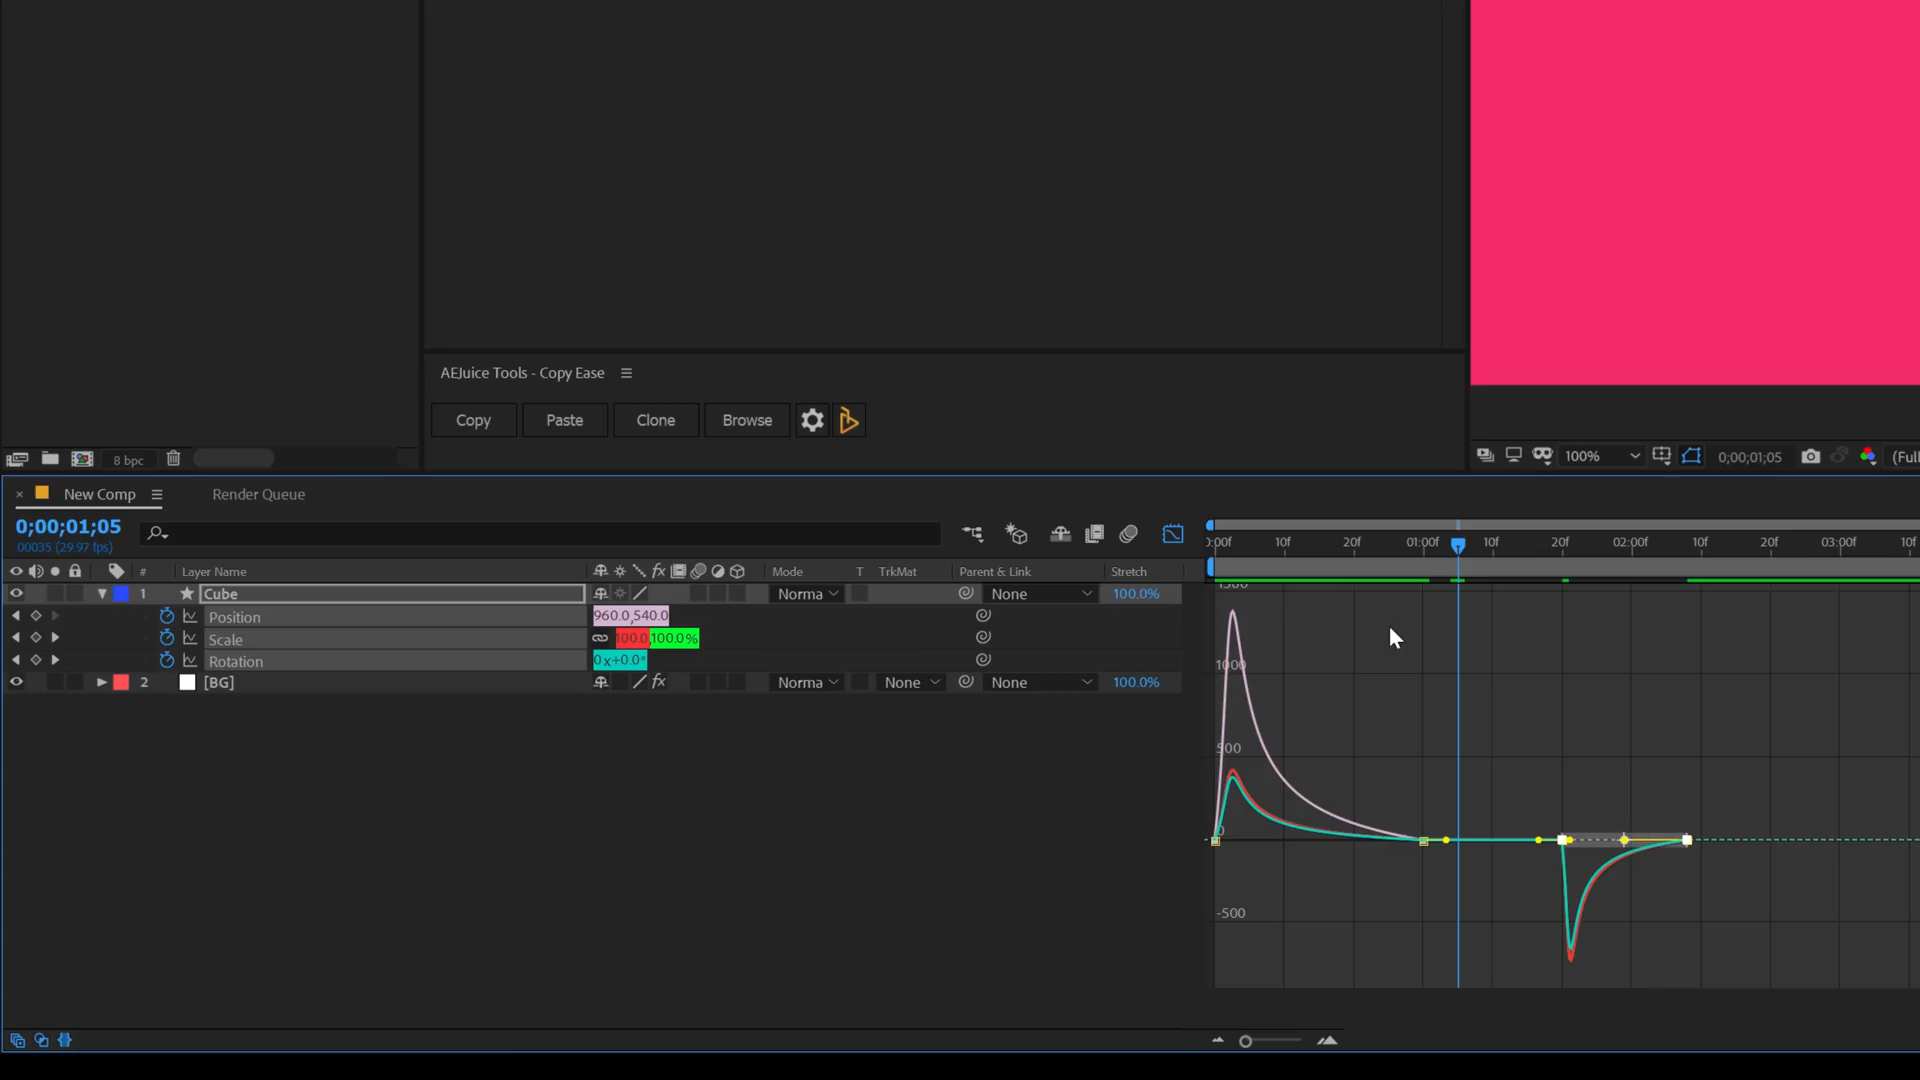 AEJuice Tools - Copy Ease
Copy Paste Clone Browse
8 bpc
100% 0;00;01;05 (Full
New Comp Render Queue
0;00;01;05
00035 (29.97 fps)
:00f 10f 20f 01:00f 10f 20f 02:00f 10f 20f 03:00f 10f
# Layer Name fx Mode T TrkMat Parent & Link Stretch
1 Cube Norma None 100.0%
Position 960.0,540.0
Scale 100.0,100.0%
Rotation 0x+0.0°
2 [BG] fx Norma None None 100.0%
1500
1000
500
0
-500